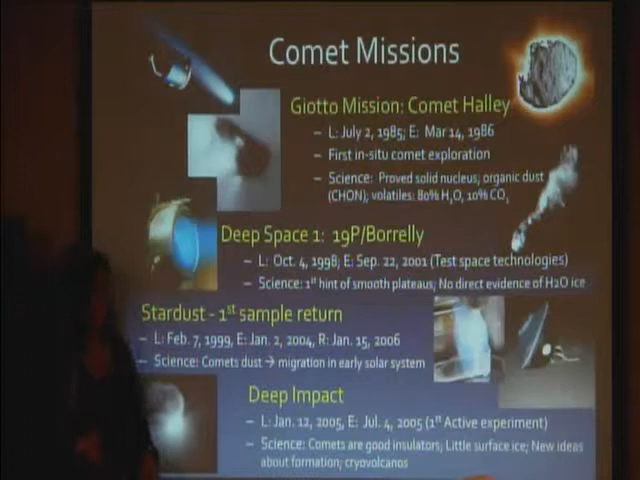 Comet Missions
Giotto Mission: Comet Halley
– L: July 2, 1985; E: Mar 14, 1986
– First in-situ comet exploration
– Science: Proved solid nucleus; organic dust
(CHON); volatiles: 80% H₂O, 10% CO₂
Deep Space 1: 19P/Borrelly
– L: Oct. 4, 1998; E: Sep. 22, 2001 (Test space technologies)
– Science: 1st hint of smooth plateaus; No direct evidence of H2O ice
Stardust - 1st sample return
– L: Feb. 7, 1999, E: Jan. 2, 2004, R: Jan. 15, 2006
– Science: Comets dust → migration in early solar system
Deep Impact
– L: Jan. 12, 2005, E: Jul. 4, 2005 (1st Active experiment)
– Science: Comets are good insulators; Little surface ice; New ideas
about formation; cryovolcanos